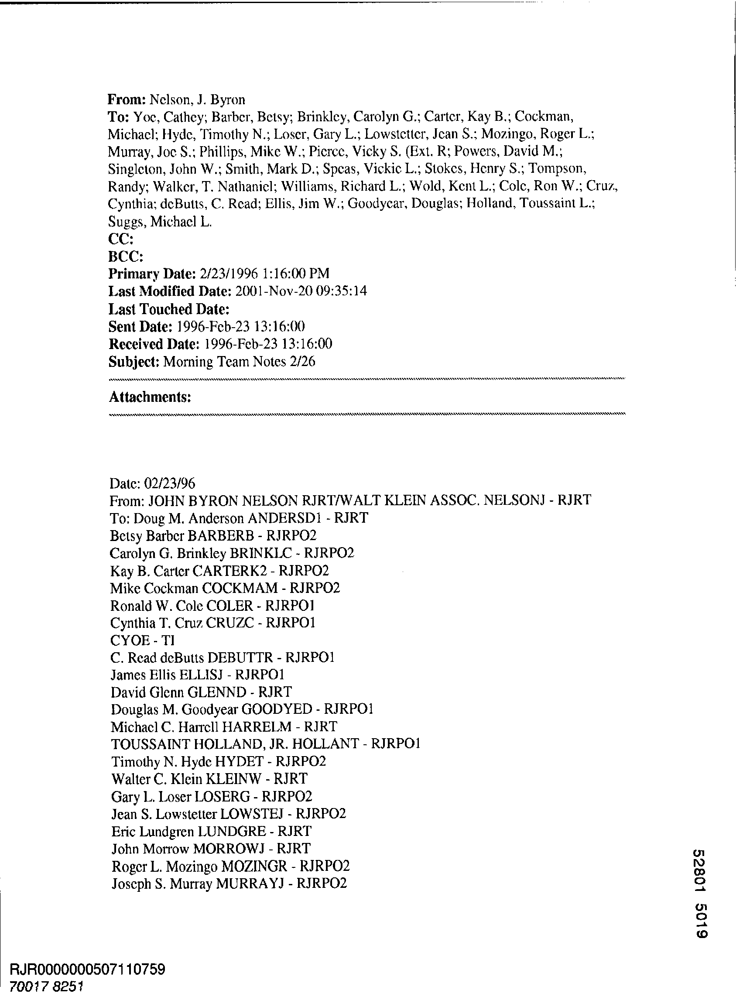 From: Nelson, J. Byron
To: Yoe, Cathey; Barber, Betsy; Brinkley, Carolyn G.; Carter, Kay B.; Cockman,
Michael; Hyde, Timothy N.; Loser, Gary L.; Lowstetter, Jean S.; Mozingo, Roger L.;
Murray, Joe S.; Phillips, Mike W.; Pierce, Vicky S. (Ext. R; Powers, David M.;
Singleton, John W.; Smith, Mark D.; Speas, Vickie L.; Stokes, Henry S.; Tompson,
Randy; Walker, T. Nathaniel; Williams, Richard L.; Wold, Kent L.; Cole, Ron W.; Cruz,
Cynthia; deButts, C. Read; Ellis, Jim W.; Goodyear, Douglas; Holland, Toussaint L.;
Suggs, Michael L.
CC:
BCC:
Primary Date: 2/23/1996 1:16:00 PM
Last Modified Date: 2001-Nov-20 09:35:14
Last Touched Date:
Sent Date: 1996-Feb-23 13:16:00
Received Date: 1996-Feb-23 13:16:00
Subject: Morning Team Notes 2/26
Attachments:
Date: 02/23/96
From: JOHN BYRON NELSON RJRT/WALT KLEIN ASSOC. NELSONJ - RJRT
To: Doug M. Anderson ANDERSD1 - RJRT
Betsy Barber BARBERB - RJRPO2
Carolyn G. Brinkley BRINKLC - RJRPO2
Kay B. Carter CARTERK2 - RJRPO2
Mike Cockman COCKMAM - RJRPO2
Ronald W. Cole COLER - RJRPO1
Cynthia T. Cruz CRUZC - RJRPO1
CYOE - TI
C. Read deButts DEBUTTR - RJRPO1
James Ellis ELLISJ - RJRPO1
David Glenn GLENND - RJRT
Douglas M. Goodyear GOODYED - RJRPO1
Michael C. Harrell HARRELM - RJRT
TOUSSAINT HOLLAND, JR. HOLLANT - RJRPO1
Timothy N. Hyde HYDET - RJRPO2
Walter C. Klein KLEINW - RJRT
Gary L. Loser LOSERG - RJRPO2
Jean S. Lowstetter LOWSTEJ - RJRPO2
Eric Lundgren LUNDGRE - RJRT
John Morrow MORROWJ - RJRT
Roger L. Mozingo MOZINGR - RJRPO2
Joseph S. Murray MURRAYJ - RJRPO2
52801 5019
RJR0000000507110759
70017 8251